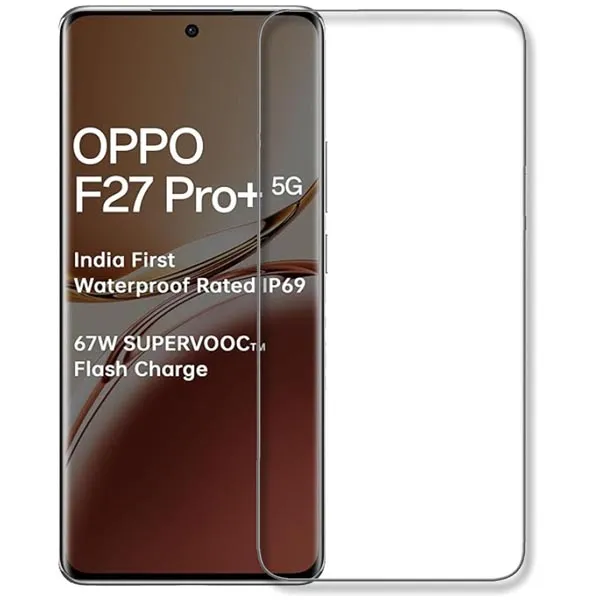 OPPO
F27 Pro+ 5G
India First
Waterproof Rated IP69
67W SUPERVOOC™
Flash Charge